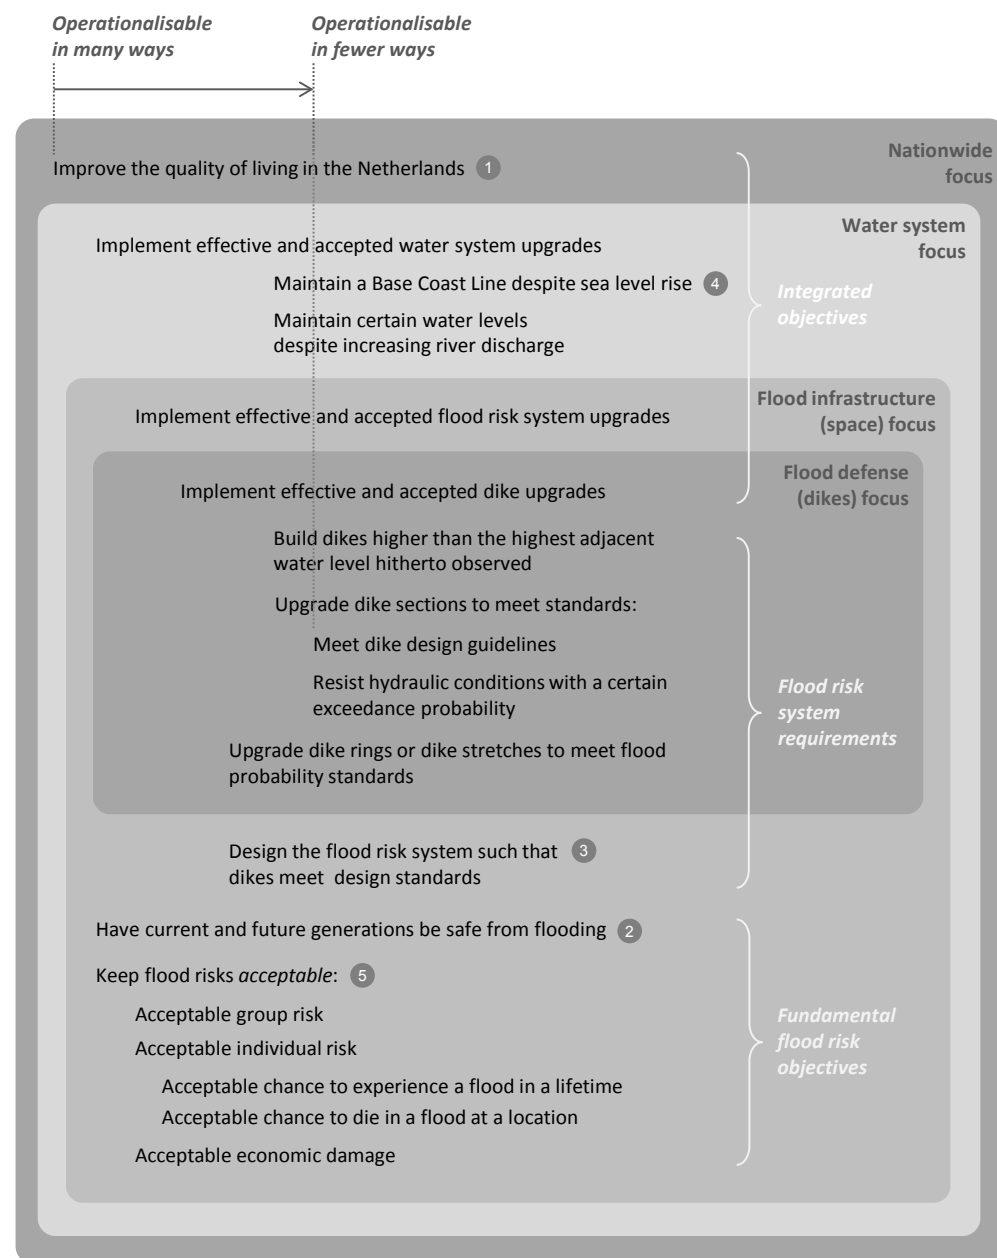 Operationalisable
in many ways
Operationalisable
in fewer ways
Nationwide
focus
Improve the quality of living in the Netherlands 1
Water system
focus
Implement effective and accepted water system upgrades
Maintain a Base Coast Line despite sea level rise 4
Maintain certain water levels
despite increasing river discharge
Integrated
objectives
Flood infrastructure
(space) focus
Implement effective and accepted flood risk system upgrades
Flood defense
(dikes) focus
Implement effective and accepted dike upgrades
Build dikes higher than the highest adjacent
water level hitherto observed
Upgrade dike sections to meet standards:
Meet dike design guidelines
Resist hydraulic conditions with a certain
exceedance probability
Flood risk
system
requirements
Upgrade dike rings or dike stretches to meet flood
probability standards
Design the flood risk system such that 3
dikes meet design standards
Have current and future generations be safe from flooding 2
Keep flood risks acceptable: 5
Acceptable group risk
Acceptable individual risk
Fundamental
flood risk
objectives
Acceptable chance to experience a flood in a lifetime
Acceptable chance to die in a flood at a location
Acceptable economic damage